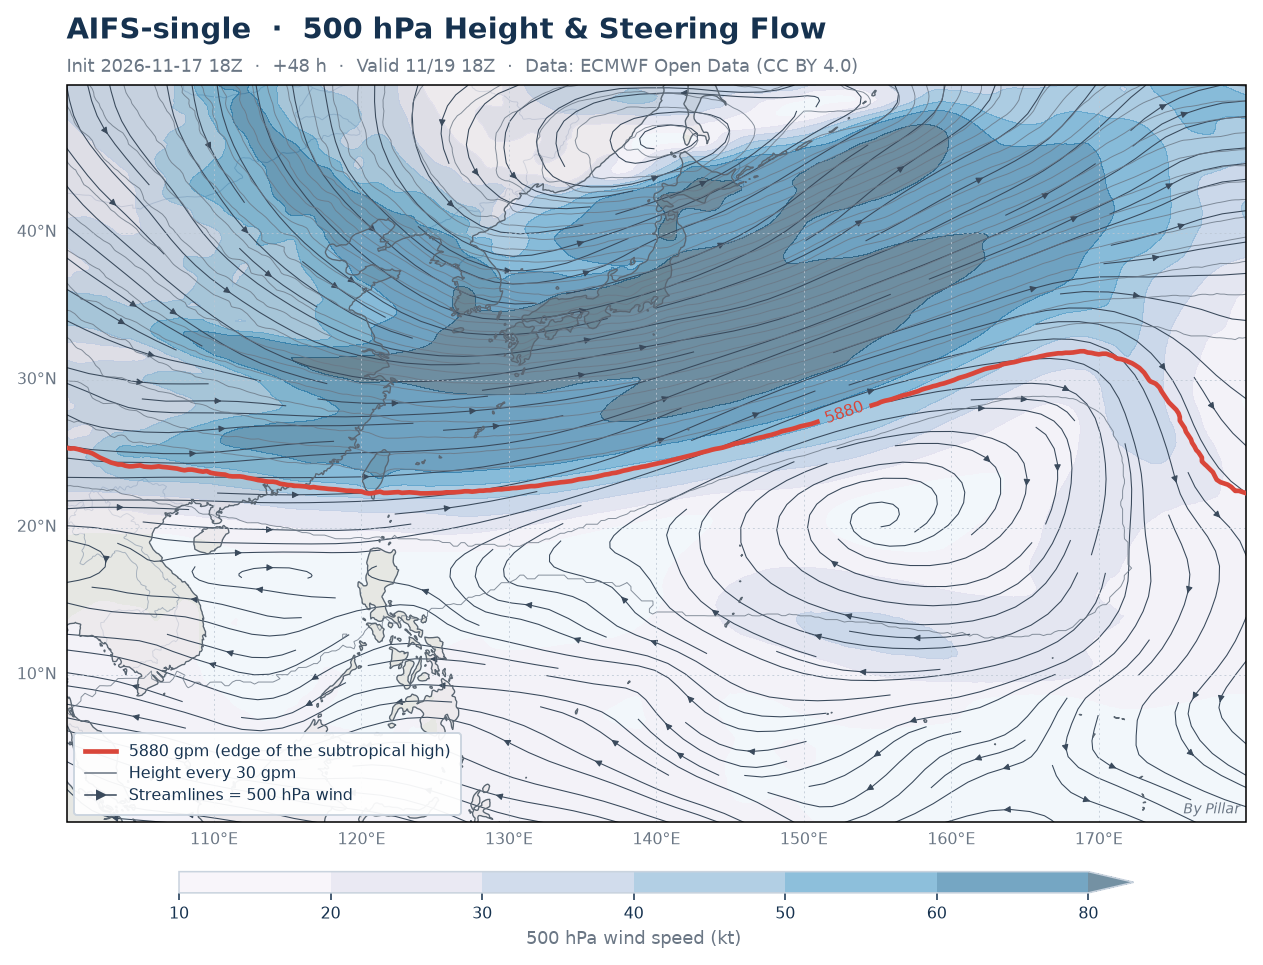 AIFS-single · 500 hPa Height & Steering Flow
Init 2026-11-17 18Z · +48 h · Valid 11/19 18Z · Data: ECMWF Open Data (CC BY 4.0)
40°N
30°N
20°N
10°N
5880
5880 gpm (edge of the subtropical high)
Height every 30 gpm
Streamlines = 500 hPa wind
By Pillar
110°E 120°E 130°E 140°E 150°E 160°E 170°E
10 20 30 40 50 60 80
500 hPa wind speed (kt)